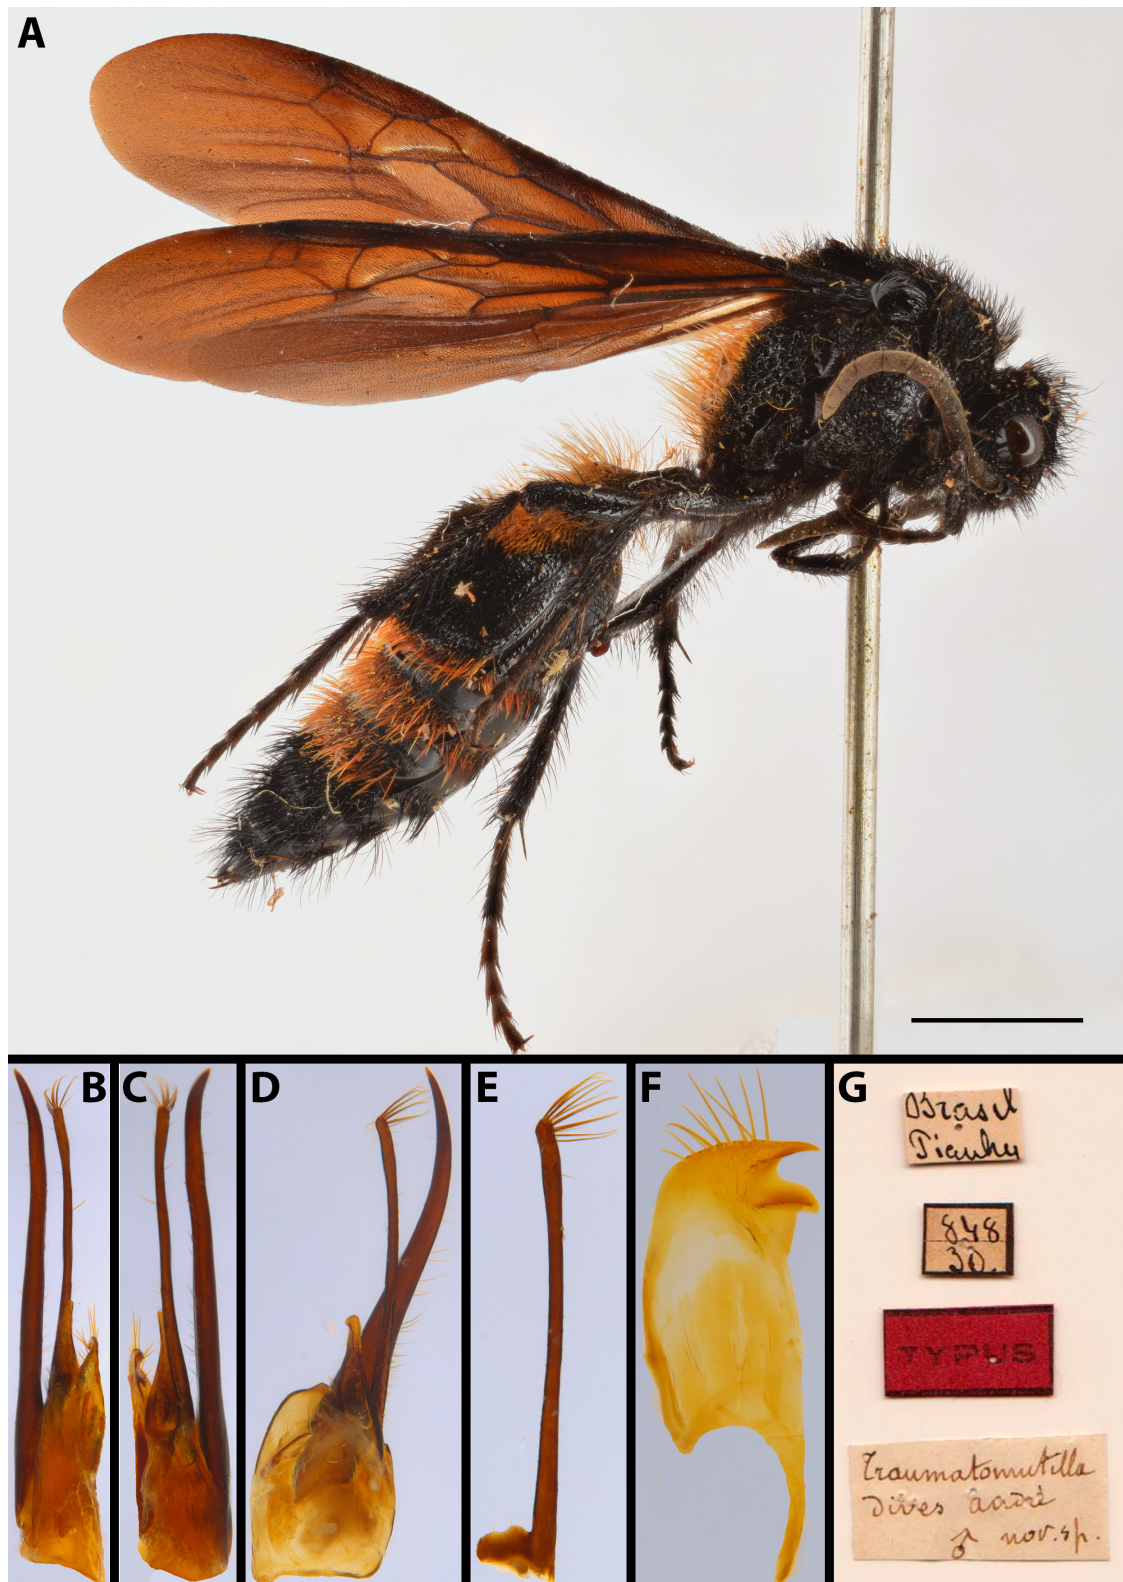 A
B
C
D
E
F
G
Brasil
Piauhy
848
30
TYPUS
Traumatomutilla
dives andré
♂ nov. sp.